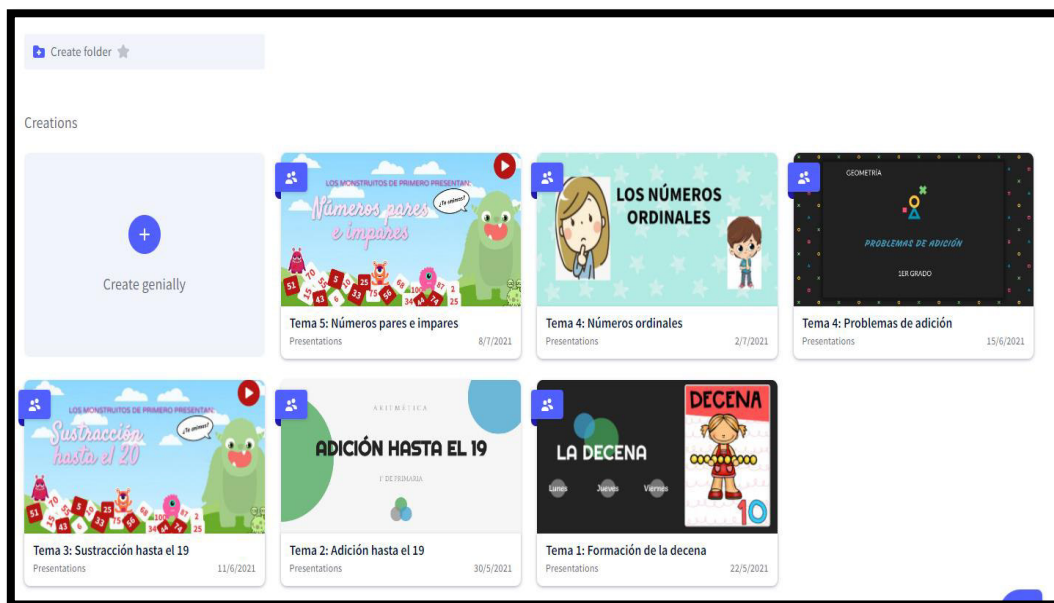 Create folder
Creations
Create genially
LOS MONSTRUITOS DE PRIMERO PRESENTAN:
Números pares
e impares
¿Te animas?
Tema 5: Números pares e impares
Presentations 8/7/2021
LOS NÚMEROS
ORDINALES
Tema 4: Números ordinales
Presentations 2/7/2021
GEOMETRÍA
PROBLEMAS DE ADICIÓN
1ER GRADO
Tema 4: Problemas de adición
Presentations 15/6/2021
LOS MONSTRUITOS DE PRIMERO PRESENTAN:
Sustracción
hasta el 20
¿Te animas?
Tema 3: Sustracción hasta el 19
Presentations 11/6/2021
ARITMÉTICA
ADICIÓN HASTA EL 19
1° DE PRIMARIA
Tema 2: Adición hasta el 19
Presentations 30/5/2021
DECENA
LA DECENA
Lunes Jueves Viernes
10
Tema 1: Formación de la decena
Presentations 22/5/2021